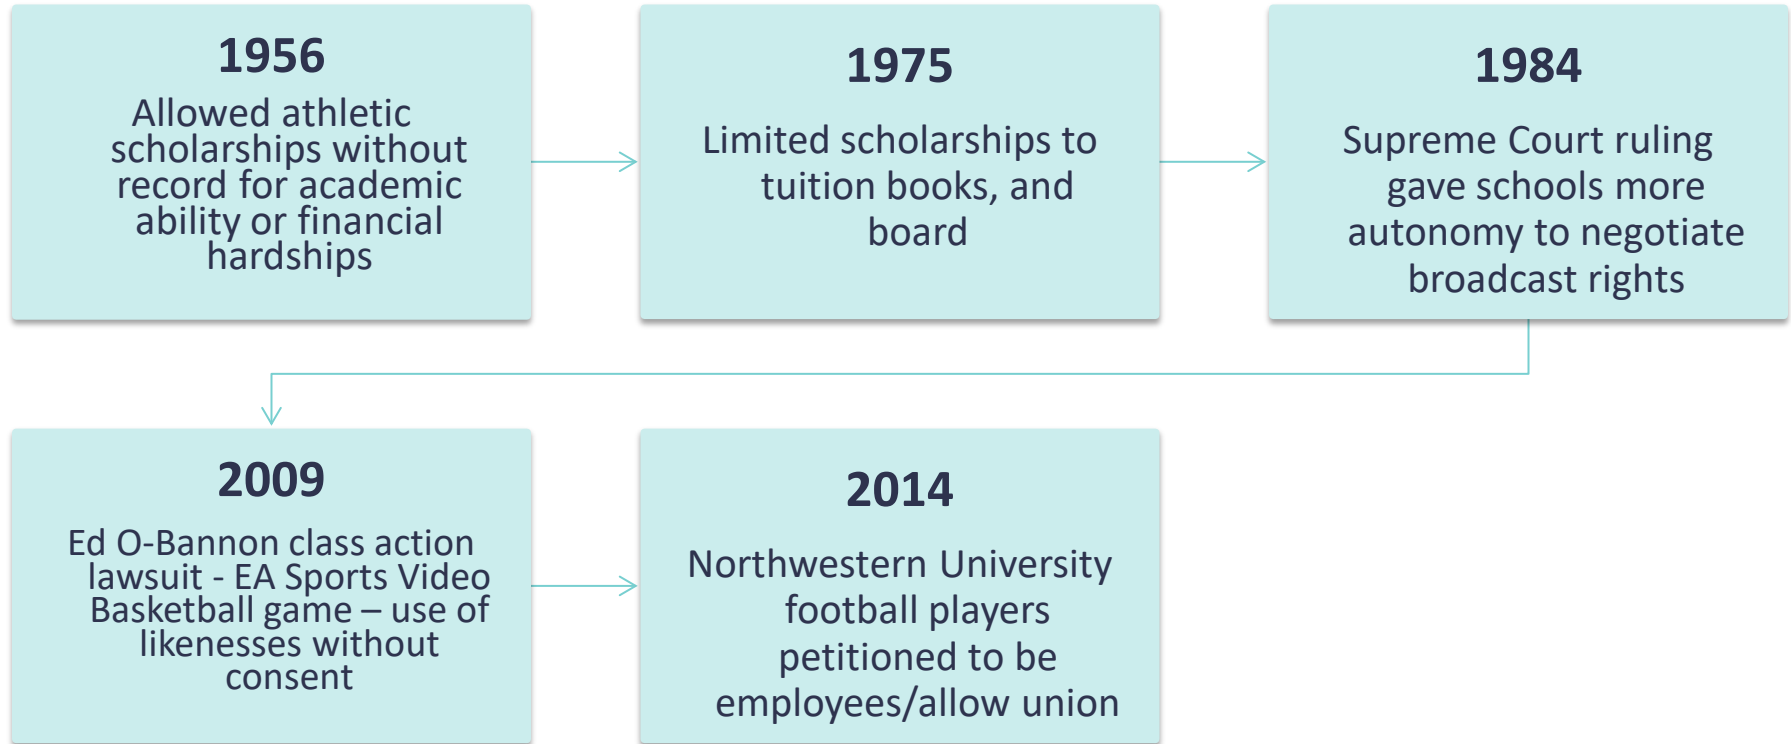 1956
Allowed athletic
scholarships without
record for academic
ability or financial
hardships
1975
Limited scholarships to
tuition books, and
board
1984
Supreme Court ruling
gave schools more
autonomy to negotiate
broadcast rights
2009
Ed O-Bannon class action
lawsuit - EA Sports Video
Basketball game – use of
likenesses without
consent
2014
Northwestern University
football players
petitioned to be
employees/allow union